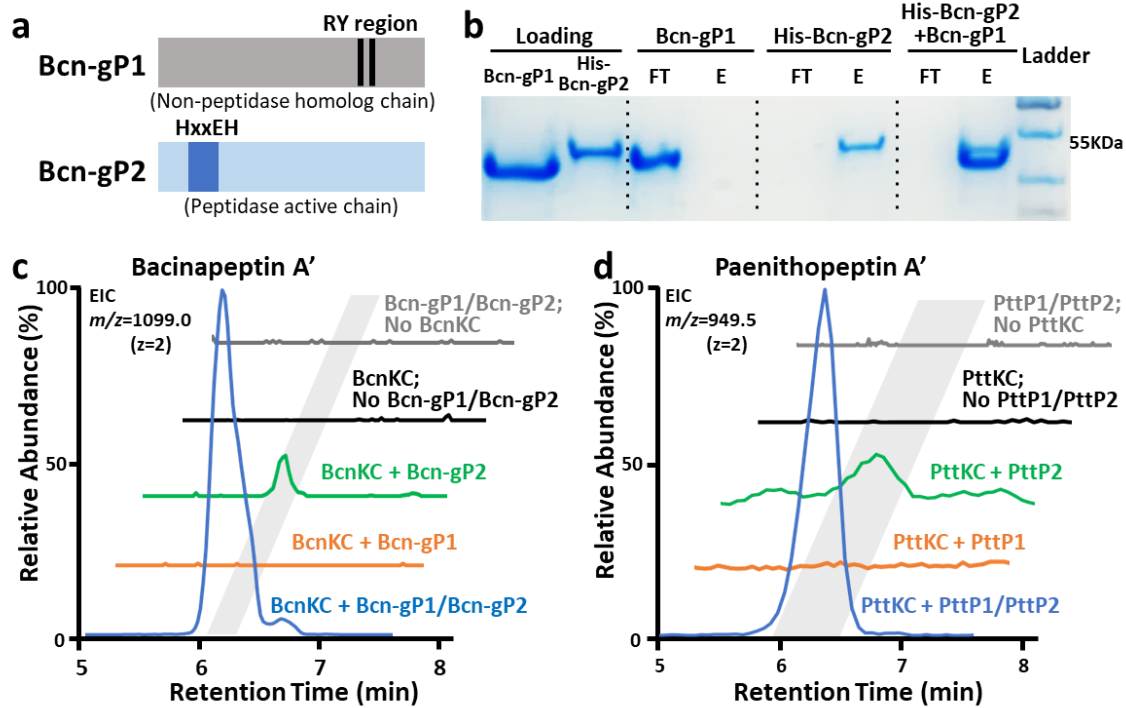 a
RY region
Bcn-gP1
(Non-peptidase homolog chain)
HxxEH
Bcn-gP2
(Peptidase active chain)
b
Loading
Bcn-gP1
His-Bcn-gP2
His-Bcn-gP2
+Bcn-gP1
Ladder
Bcn-gP1
His-
Bcn-gP2
FT
E
FT
E
FT
E
55KDa
c
Bacinapeptin A’
EIC
m/z=1099.0
(z=2)
Bcn-gP1/Bcn-gP2;
No BcnKC
BcnKC;
No Bcn-gP1/Bcn-gP2
BcnKC + Bcn-gP2
BcnKC + Bcn-gP1
BcnKC + Bcn-gP1/Bcn-gP2
Relative Abundance (%)
100
50
0
5
6
7
8
Retention Time (min)
d
Paenithopeptin A’
EIC
m/z=949.5
(z=2)
PttP1/PttP2;
No PttKC
PttKC;
No PttP1/PttP2
PttKC + PttP2
PttKC + PttP1
PttKC + PttP1/PttP2
Relative Abundance (%)
100
50
0
5
6
7
8
Retention Time (min)